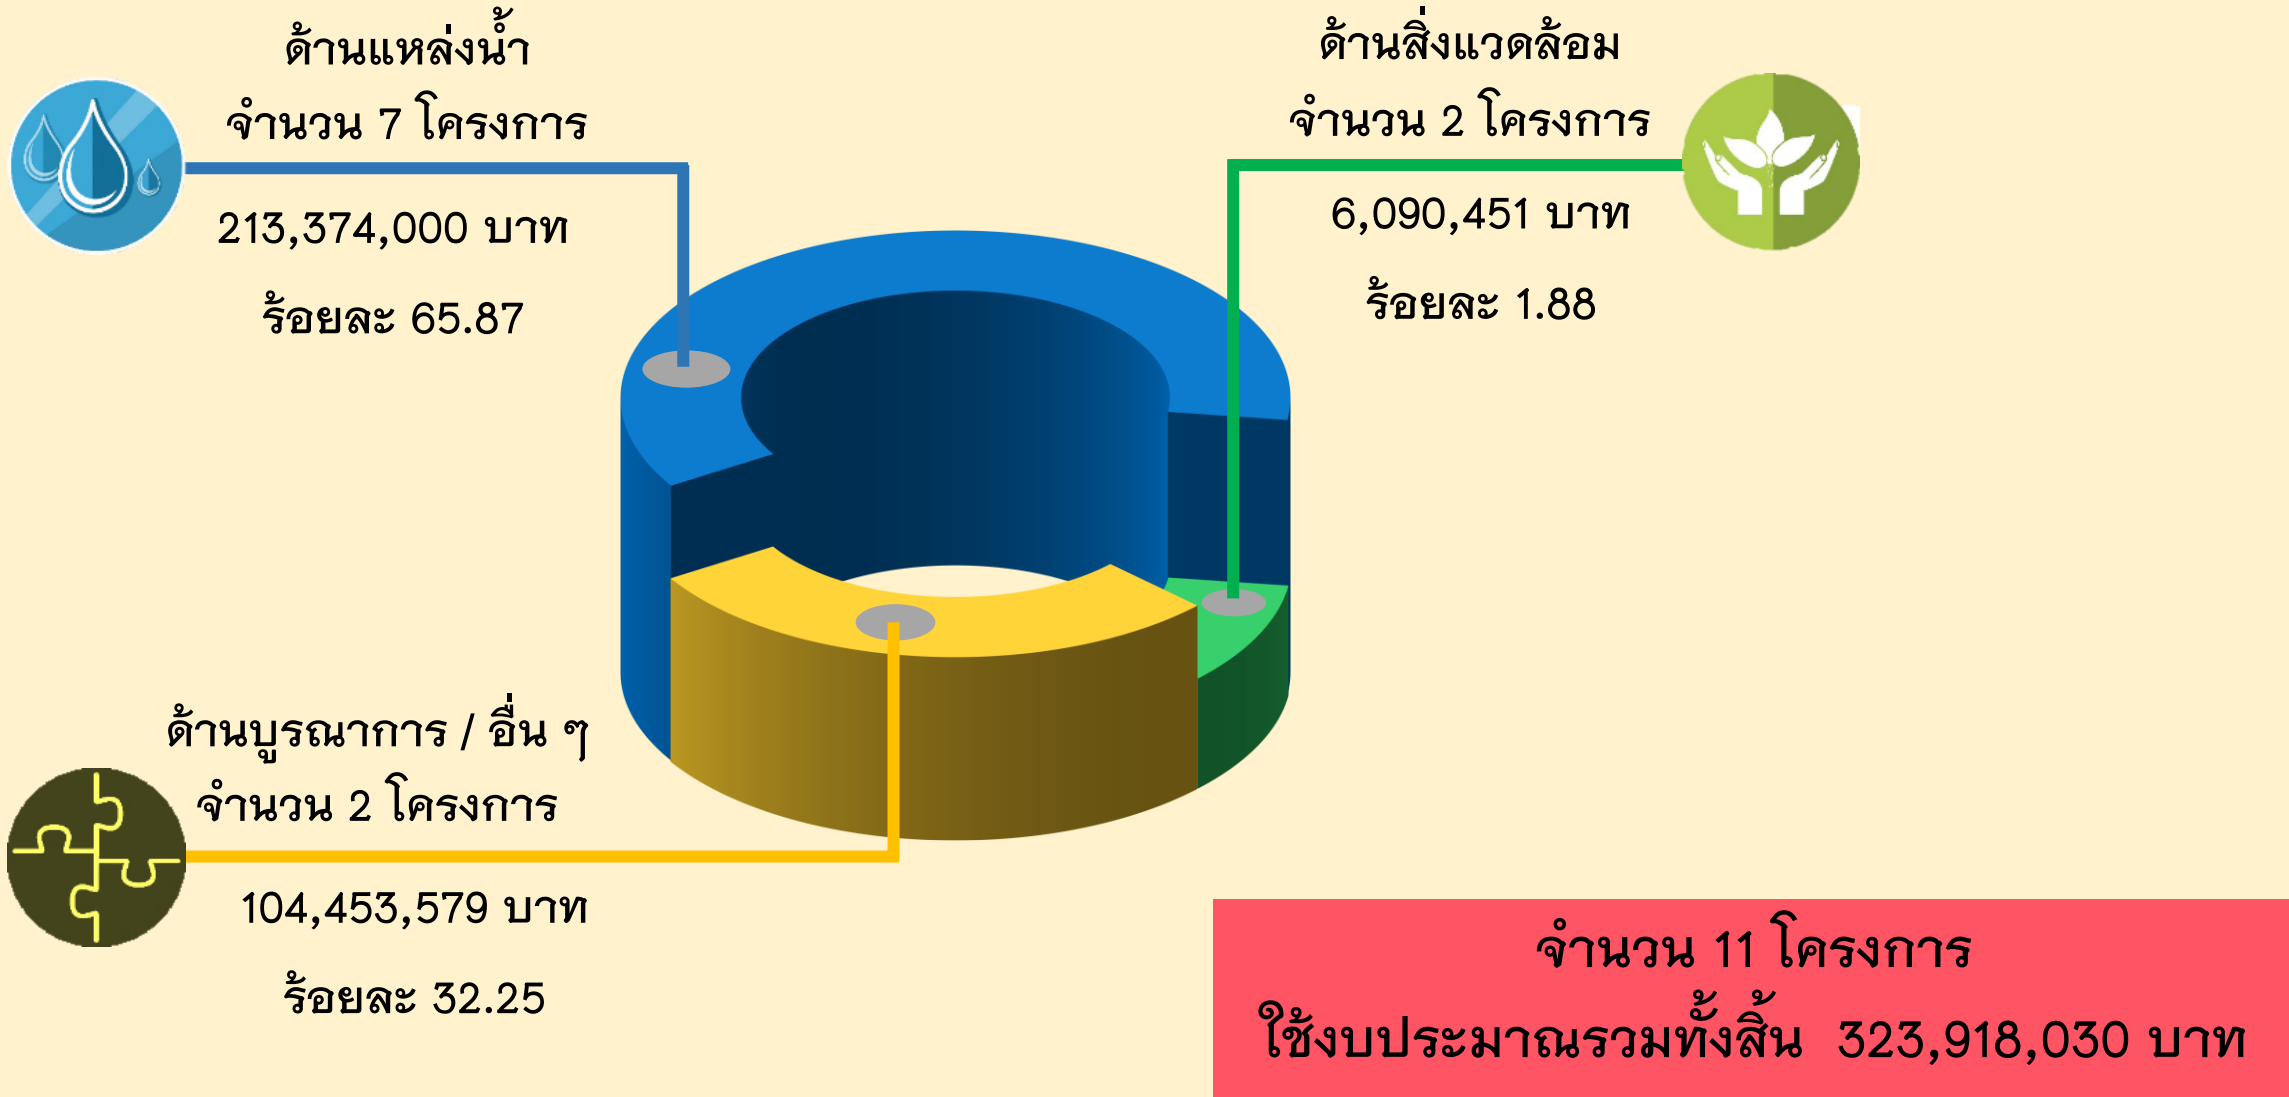 ด้านแหล่งน้ำ
จำนวน 7 โครงการ
213,374,000 บาท
ร้อยละ 65.87
ด้านสิ่งแวดล้อม
จำนวน 2 โครงการ
6,090,451 บาท
ร้อยละ 1.88
ด้านบูรณาการ / อื่น ๆ
จำนวน 2 โครงการ
104,453,579 บาท
ร้อยละ 32.25
จำนวน 11 โครงการ
ใช้งบประมาณรวมทั้งสิ้น 323,918,030 บาท